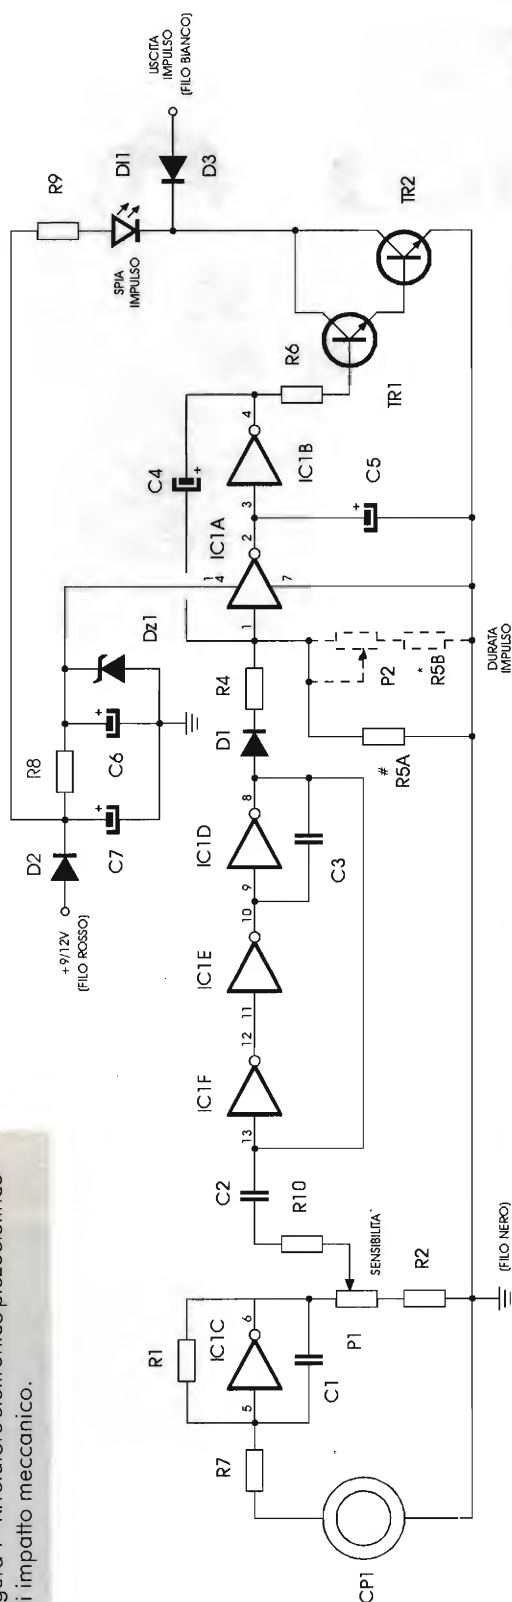 i impatto meccanico.
CP1
R7
R1
5
6
IC1C
C1
P1
SENSIBILITA'
R2
(FILO NERO)
C2
R10
13
12
IC1F
11
10
IC1E
9
8
IC1D
C3
D1
R4
1
2
IC1A
1
4
7
3
4
IC1B
C4
+
C5
+
#
R5A
P2
*
R5B
DURATA
IMPULSO
R6
TR1
TR2
+9/12V
(FILO ROSSO)
D2
C7
+
R8
C6
+
Dz1
R9
Dl1
SPIA
IMPULSO
D3
USCITA
IMPULSO
(FILO BIANCO)